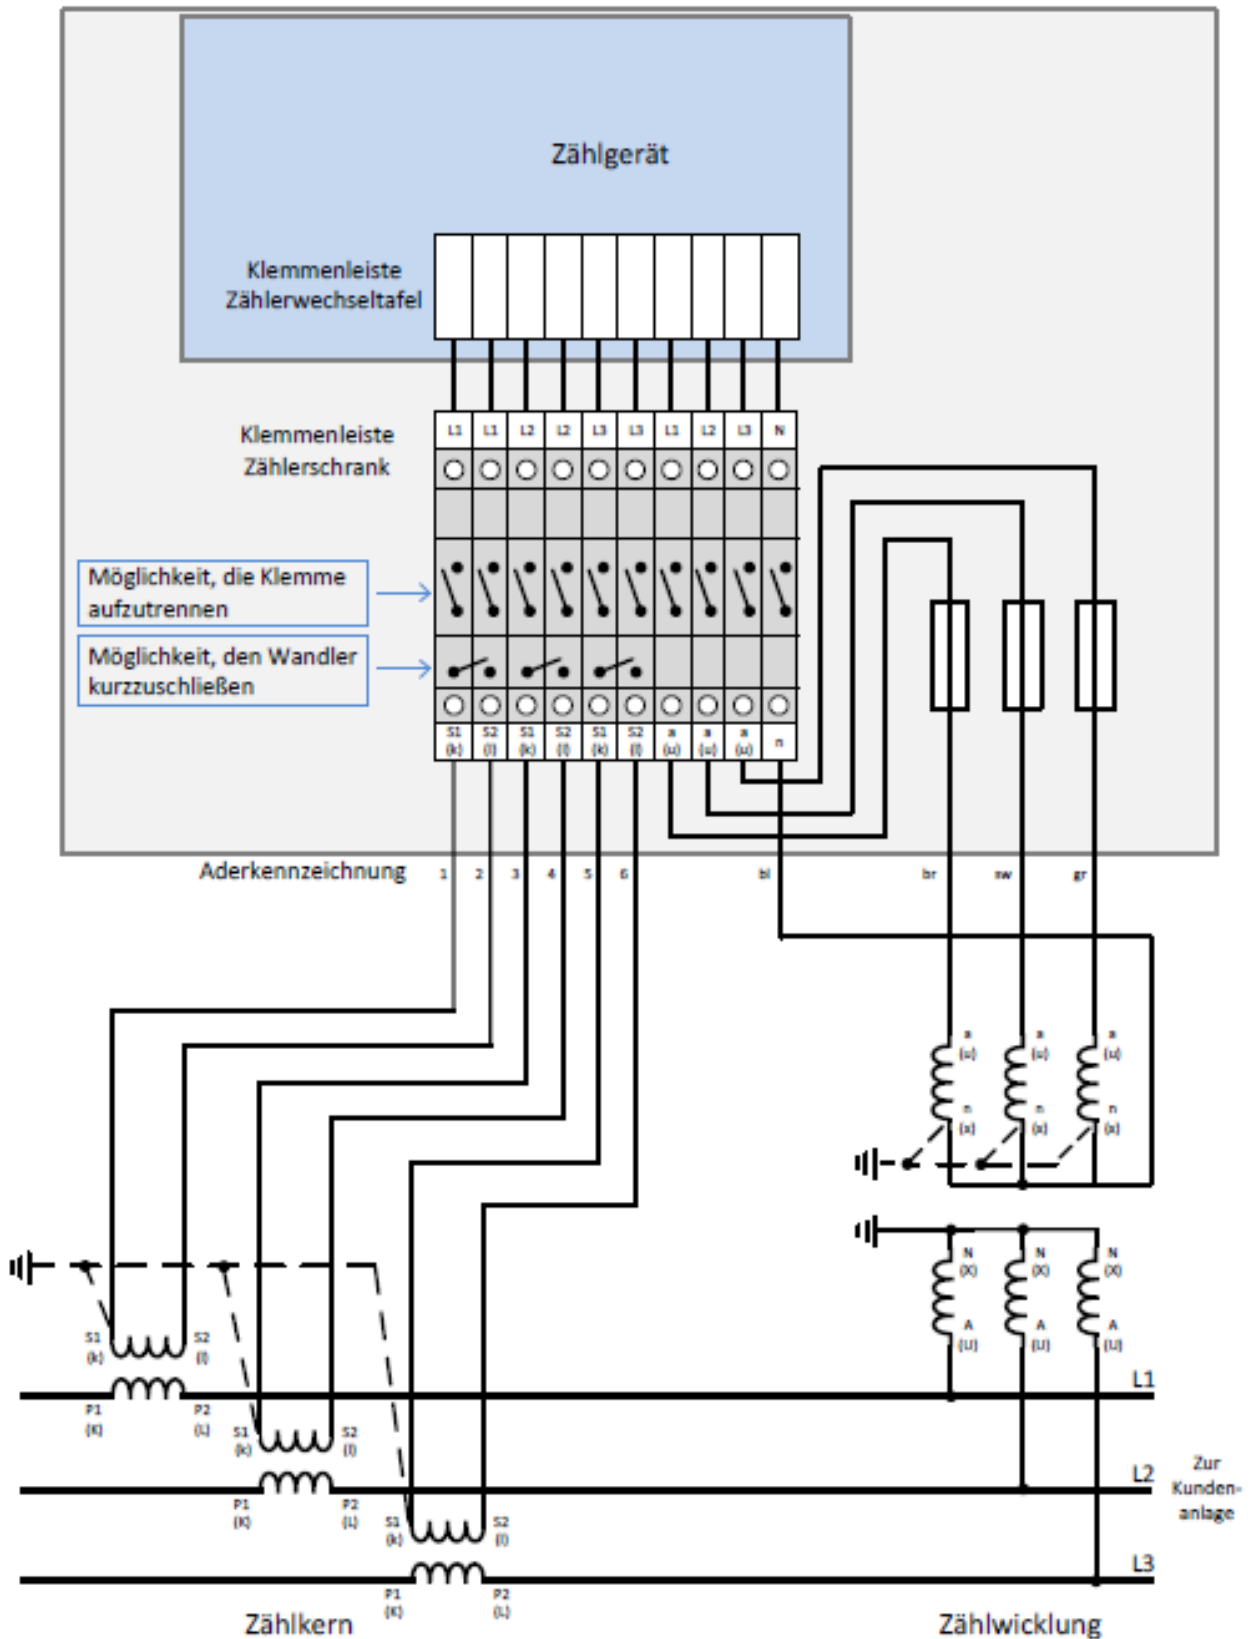 Zählgerät
Klemmenleiste
Zählerwechseltafel
Klemmenleiste
Zählerschrank
L1 L1 L2 L2 L3 L3 L1 L2 L3 N
Möglichkeit, die Klemme
aufzutrennen
Möglichkeit, den Wandler
kurzzuschließen
S1 S2 S1 S2 S1 S2 a a a n
(k) (l) (k) (l) (k) (l) (u) (u) (u)
Aderkennzeichnung 1 2 3 4 5 6 bl br sw gr
a a a
(u) (u) (u)
n n n
(x) (x) (x)
N N N
(X) (X) (X)
A A A
(U) (U) (U)
S1 S2
(k) (l)
L1
P1 P2
(K) (L)
S1 S2
(k) (l)
L2
P1 P2
(K) (L)
Zur
Kunden-
anlage
S1 S2
(k) (l)
L3
P1 P2
(K) (L)
Zählkern
Zählwicklung